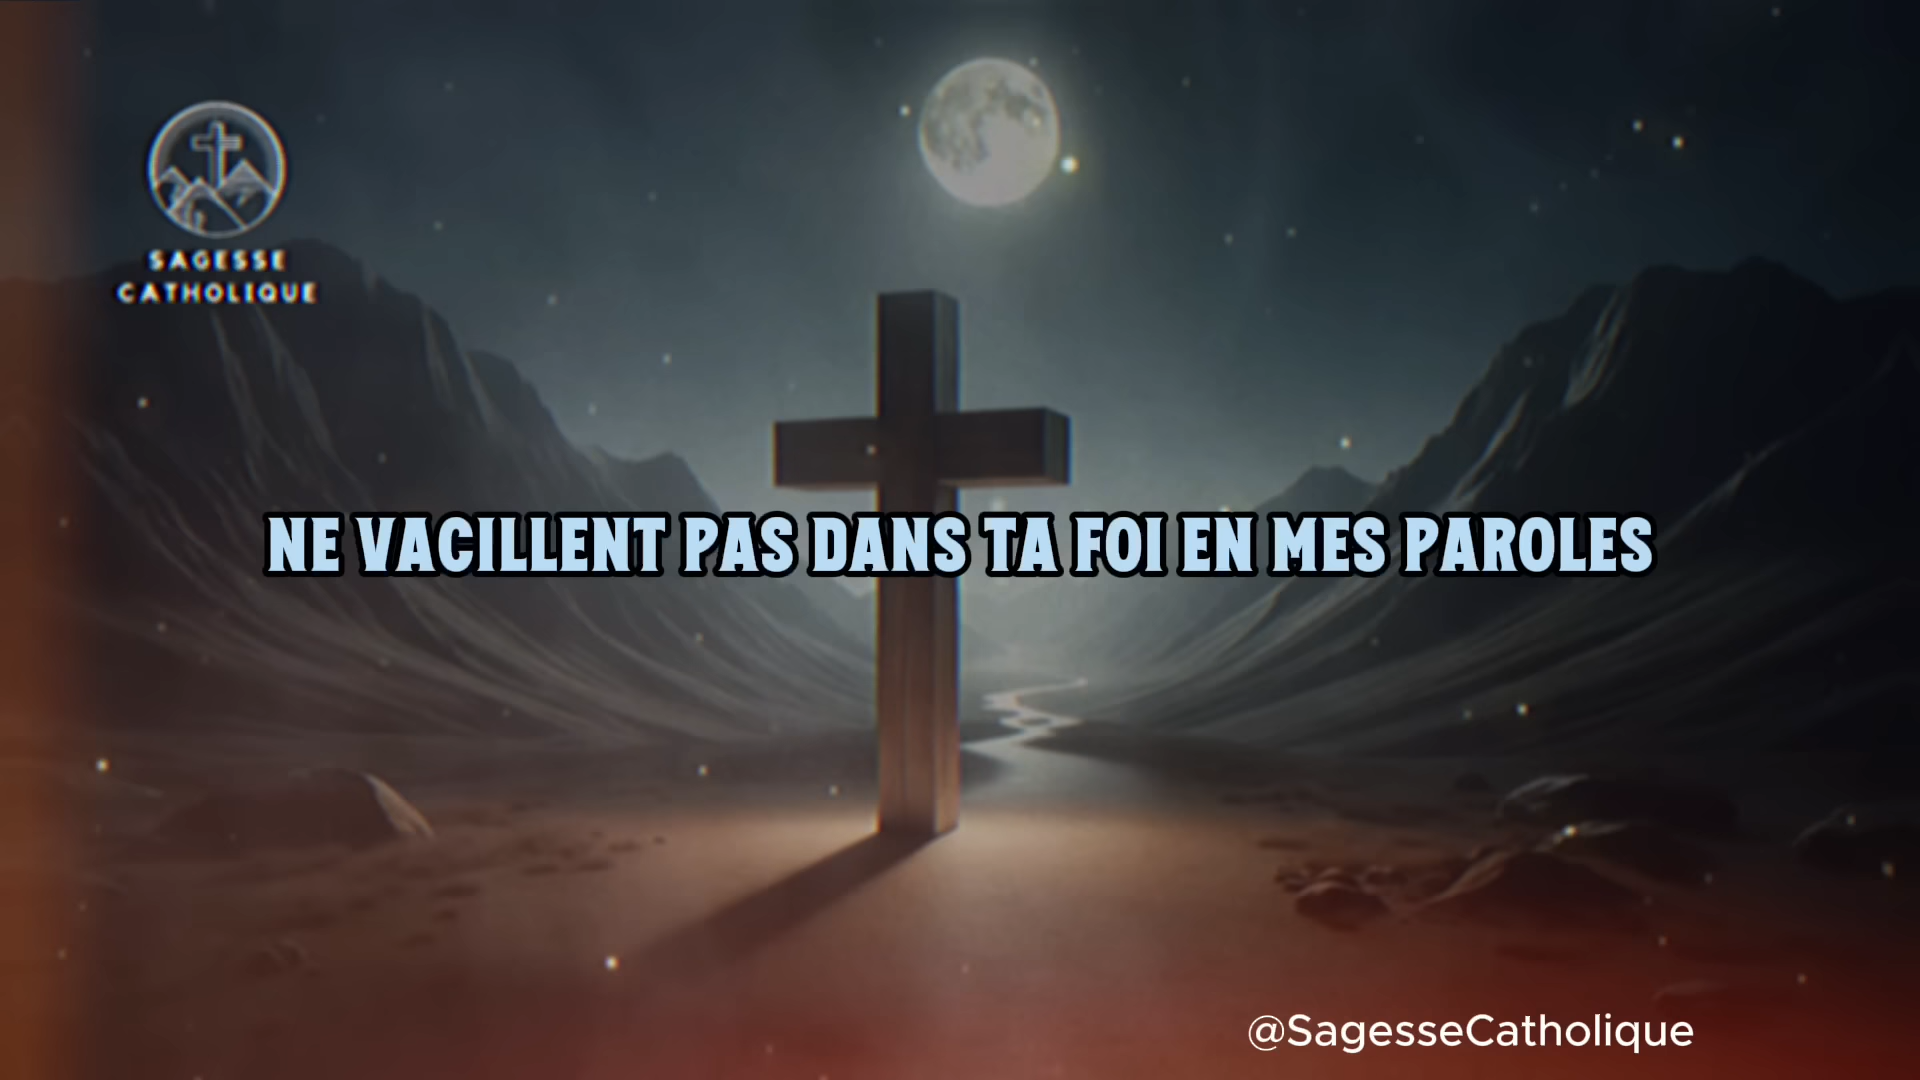 SAGESSE
CATHOLIQUE
NE VACILLENT PAS DANS TA FOI EN MES PAROLES
@SagesseCatholique